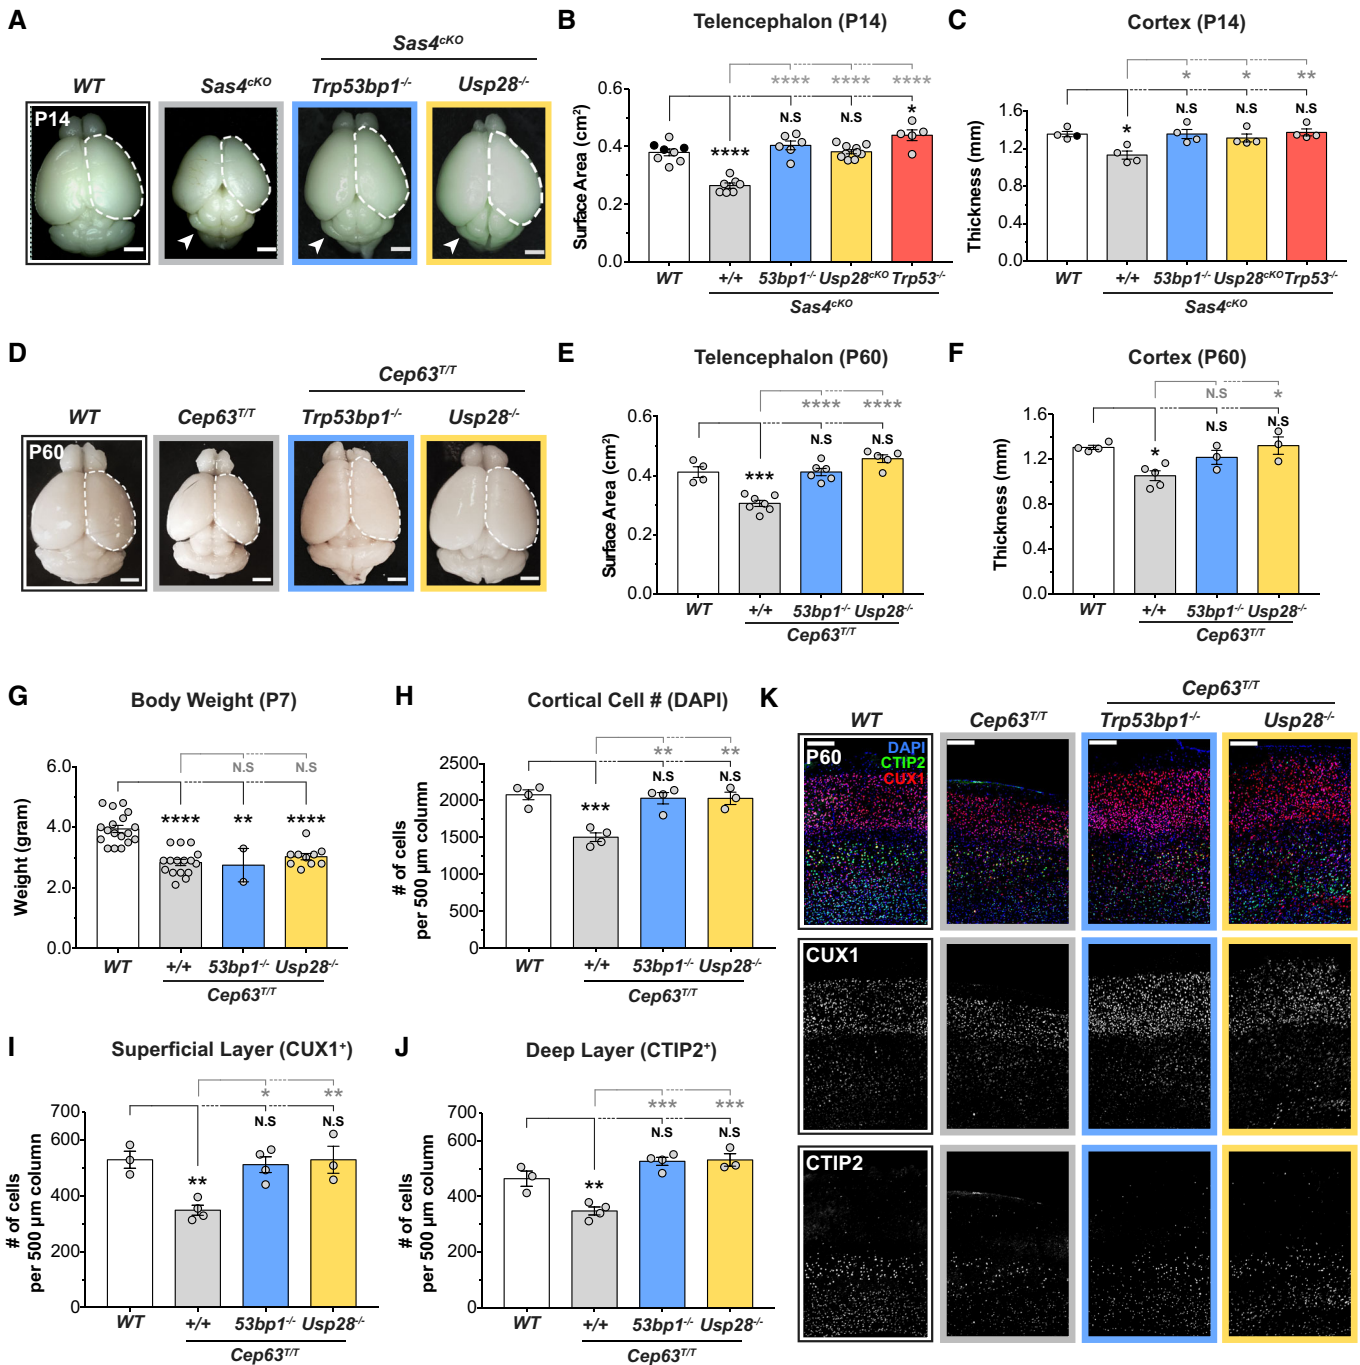 A
Sas4cKO
WT
Sas4cKO
Trp53bp1-/-
Usp28-/-
P14
B
Telencephalon (P14)
****
****
****
N.S
N.S
*
****
Surface Area (cm2)
0.6
0.4
0.2
0.0
WT
+/+
53bp1-/-
Usp28cKO
Trp53-/-
Sas4cKO
C
Cortex (P14)
*
*
**
N.S
N.S
N.S
*
Thickness (mm)
1.6
1.2
0.8
0.4
0.0
WT
+/+
53bp1-/-
Usp28cKO
Trp53-/-
Sas4cKO
D
Cep63T/T
WT
Cep63T/T
Trp53bp1-/-
Usp28-/-
P60
E
Telencephalon (P60)
****
****
N.S
N.S
***
Surface Area (cm2)
0.6
0.4
0.2
0.0
WT
+/+
53bp1-/-
Usp28-/-
Cep63T/T
F
Cortex (P60)
N.S
*
N.S
N.S
*
Thickness (mm)
1.6
1.2
0.8
0.4
0.0
WT
+/+
53bp1-/-
Usp28-/-
Cep63T/T
G
Body Weight (P7)
N.S
N.S
****
**
****
Weight (gram)
6.0
4.0
2.0
0.0
WT
+/+
53bp1-/-
Usp28-/-
Cep63T/T
H
Cortical Cell # (DAPI)
**
**
N.S
N.S
***
# of cells
per 500 µm column
2500
2000
1500
1000
500
0
WT
+/+
53bp1-/-
Usp28-/-
Cep63T/T
I
Superficial Layer (CUX1+)
*
**
N.S
N.S
**
# of cells
per 500 µm column
700
600
400
200
0
WT
+/+
53bp1-/-
Usp28-/-
Cep63T/T
J
Deep Layer (CTIP2+)
***
***
N.S
N.S
**
# of cells
per 500 µm column
700
600
400
200
0
WT
+/+
53bp1-/-
Usp28-/-
Cep63T/T
K
Cep63T/T
WT
Cep63T/T
Trp53bp1-/-
Usp28-/-
P60
DAPI
CTIP2
CUX1
CUX1
CTIP2